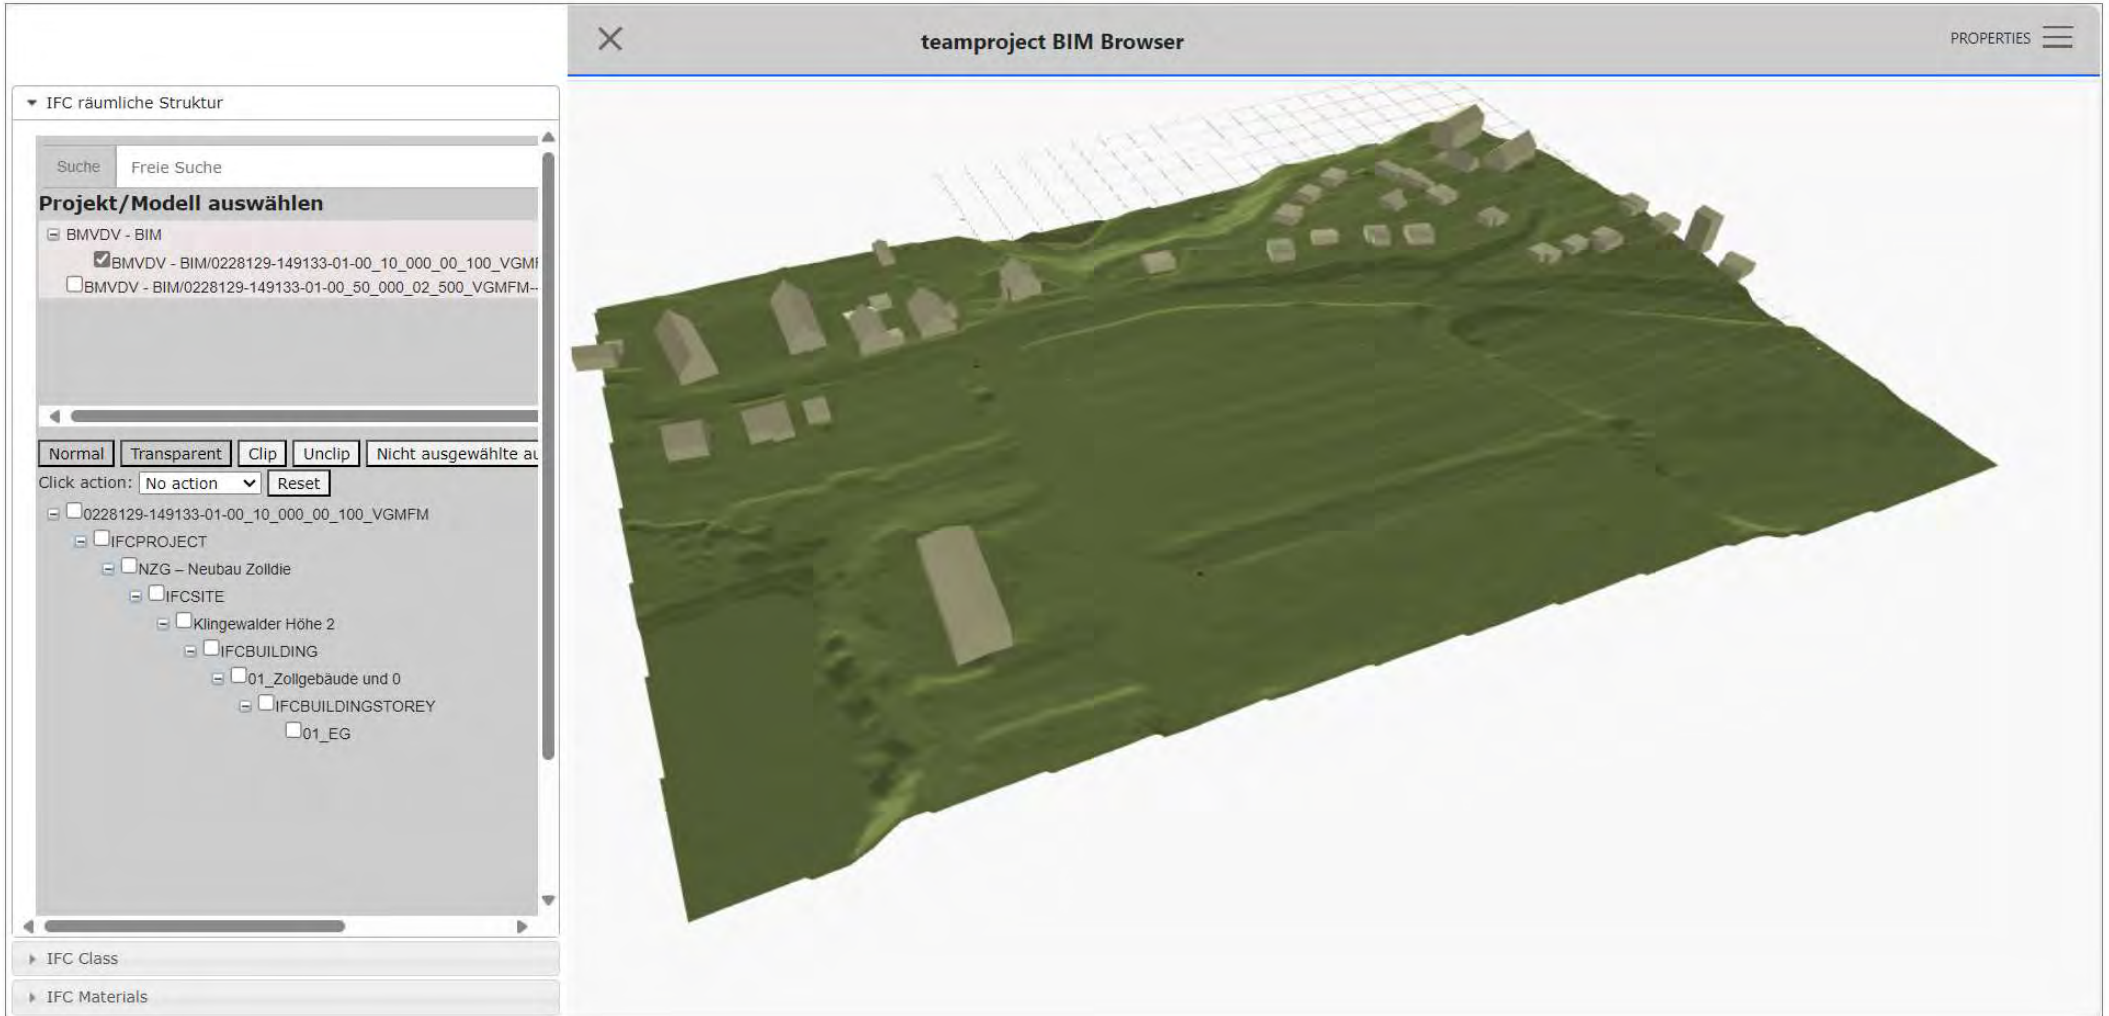 teamproject BIM Browser
PROPERTIES
IFC räumliche Struktur
Suche Freie Suche
Projekt/Modell auswählen
BMVDV - BIM
BMVDV - BIM/0228129-149133-01-00_10_000_00_100_VGMF
BMVDV - BIM/0228129-149133-01-00_50_000_02_500_VGMFM-
Normal Transparent Clip Unclip Nicht ausgewählte au
Click action: No action Reset
0228129-149133-01-00_10_000_00_100_VGMFM
IFCPROJECT
NZG – Neubau Zolldie
IFCSITE
Klingewalder Höhe 2
IFCBUILDING
01_Zollgebäude und 0
IFCBUILDINGSTOREY
01_EG
IFC Class
IFC Materials